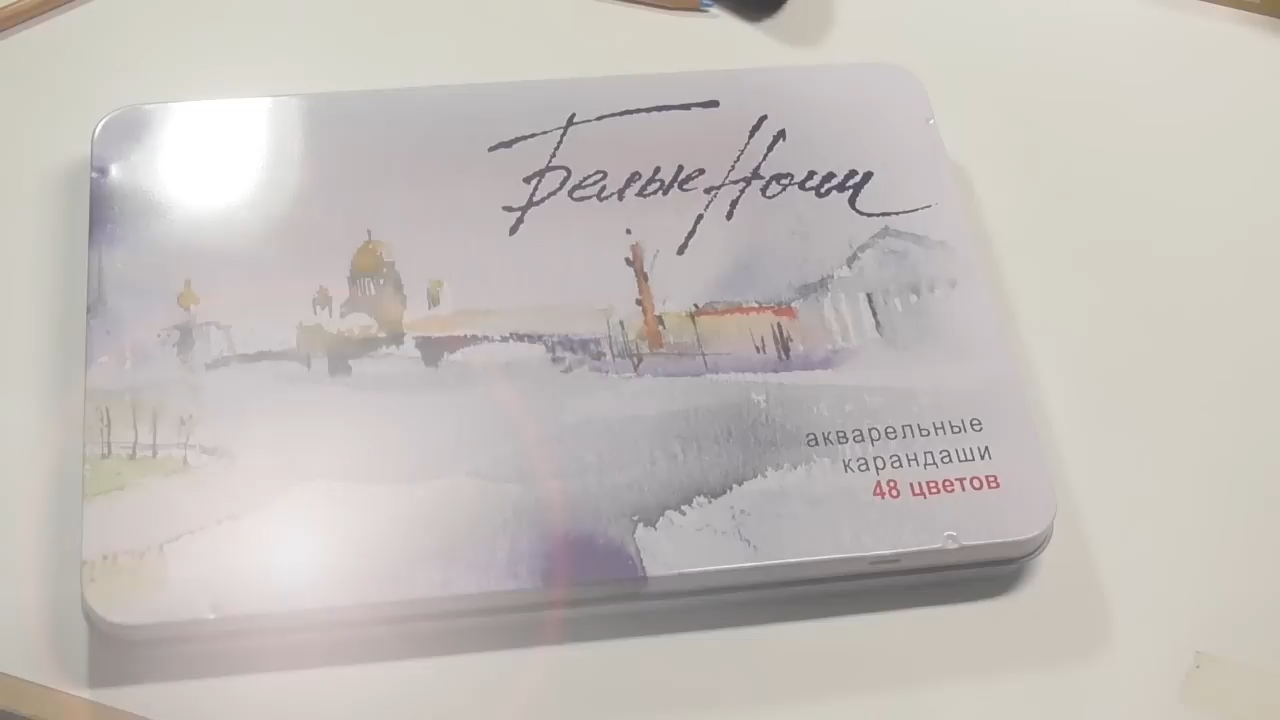 Белые Ночи
акварельные
карандаши
48 цветов